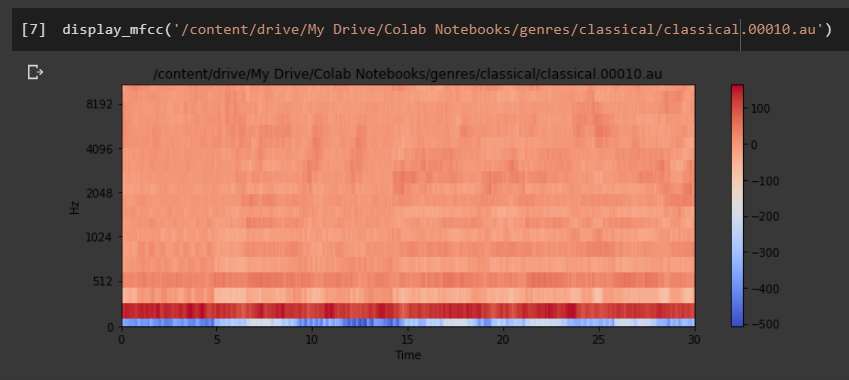 [7] display_mfcc('/content/drive/My Drive/Colab Notebooks/genres/classical/classical.00010.au')
/content/drive/My Drive/Colab Notebooks/genres/classical/classical.00010.au
8192
4096
2048
1024
512
0
Hz
0 5 10 15 20 25 30
Time
100
0
−100
−200
−300
−400
−500